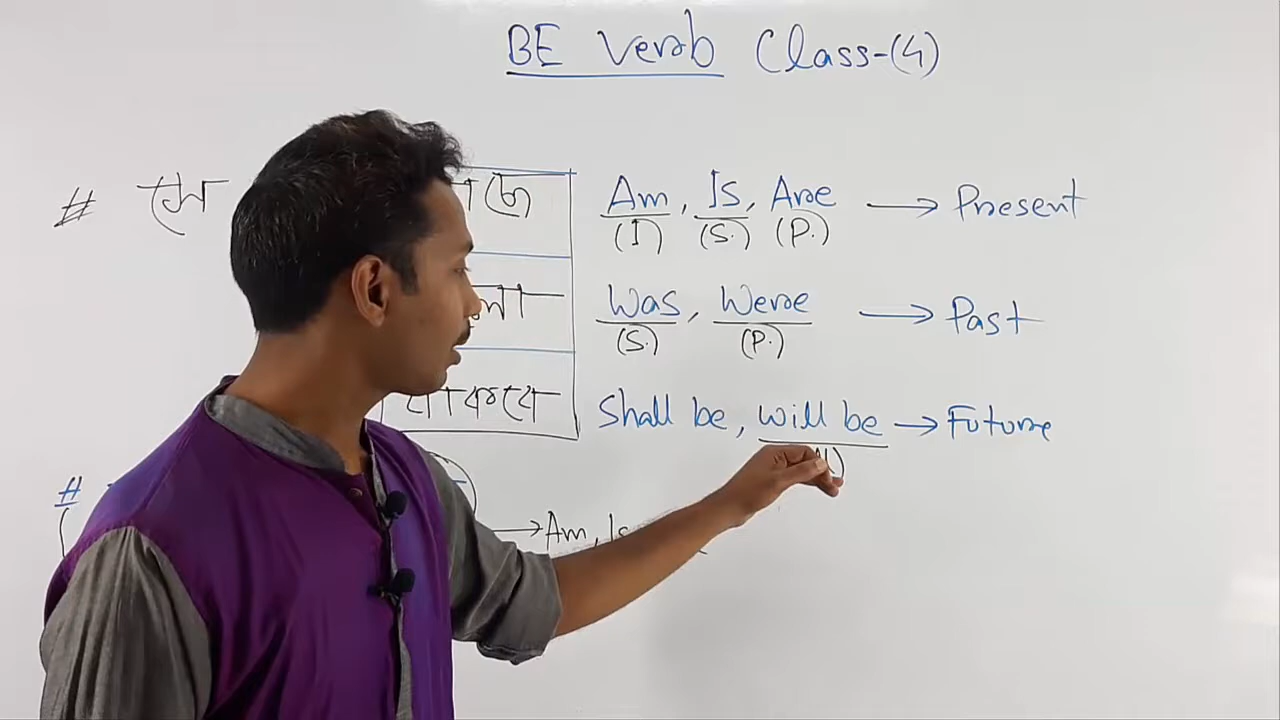 BE Verb Class-(4)
# সে
Am, Is, Are → Present
(I) (S.) (P.)
Was, Were → Past
(S.) (P.)
Shall be, will be → Future
#
→ Am, Is